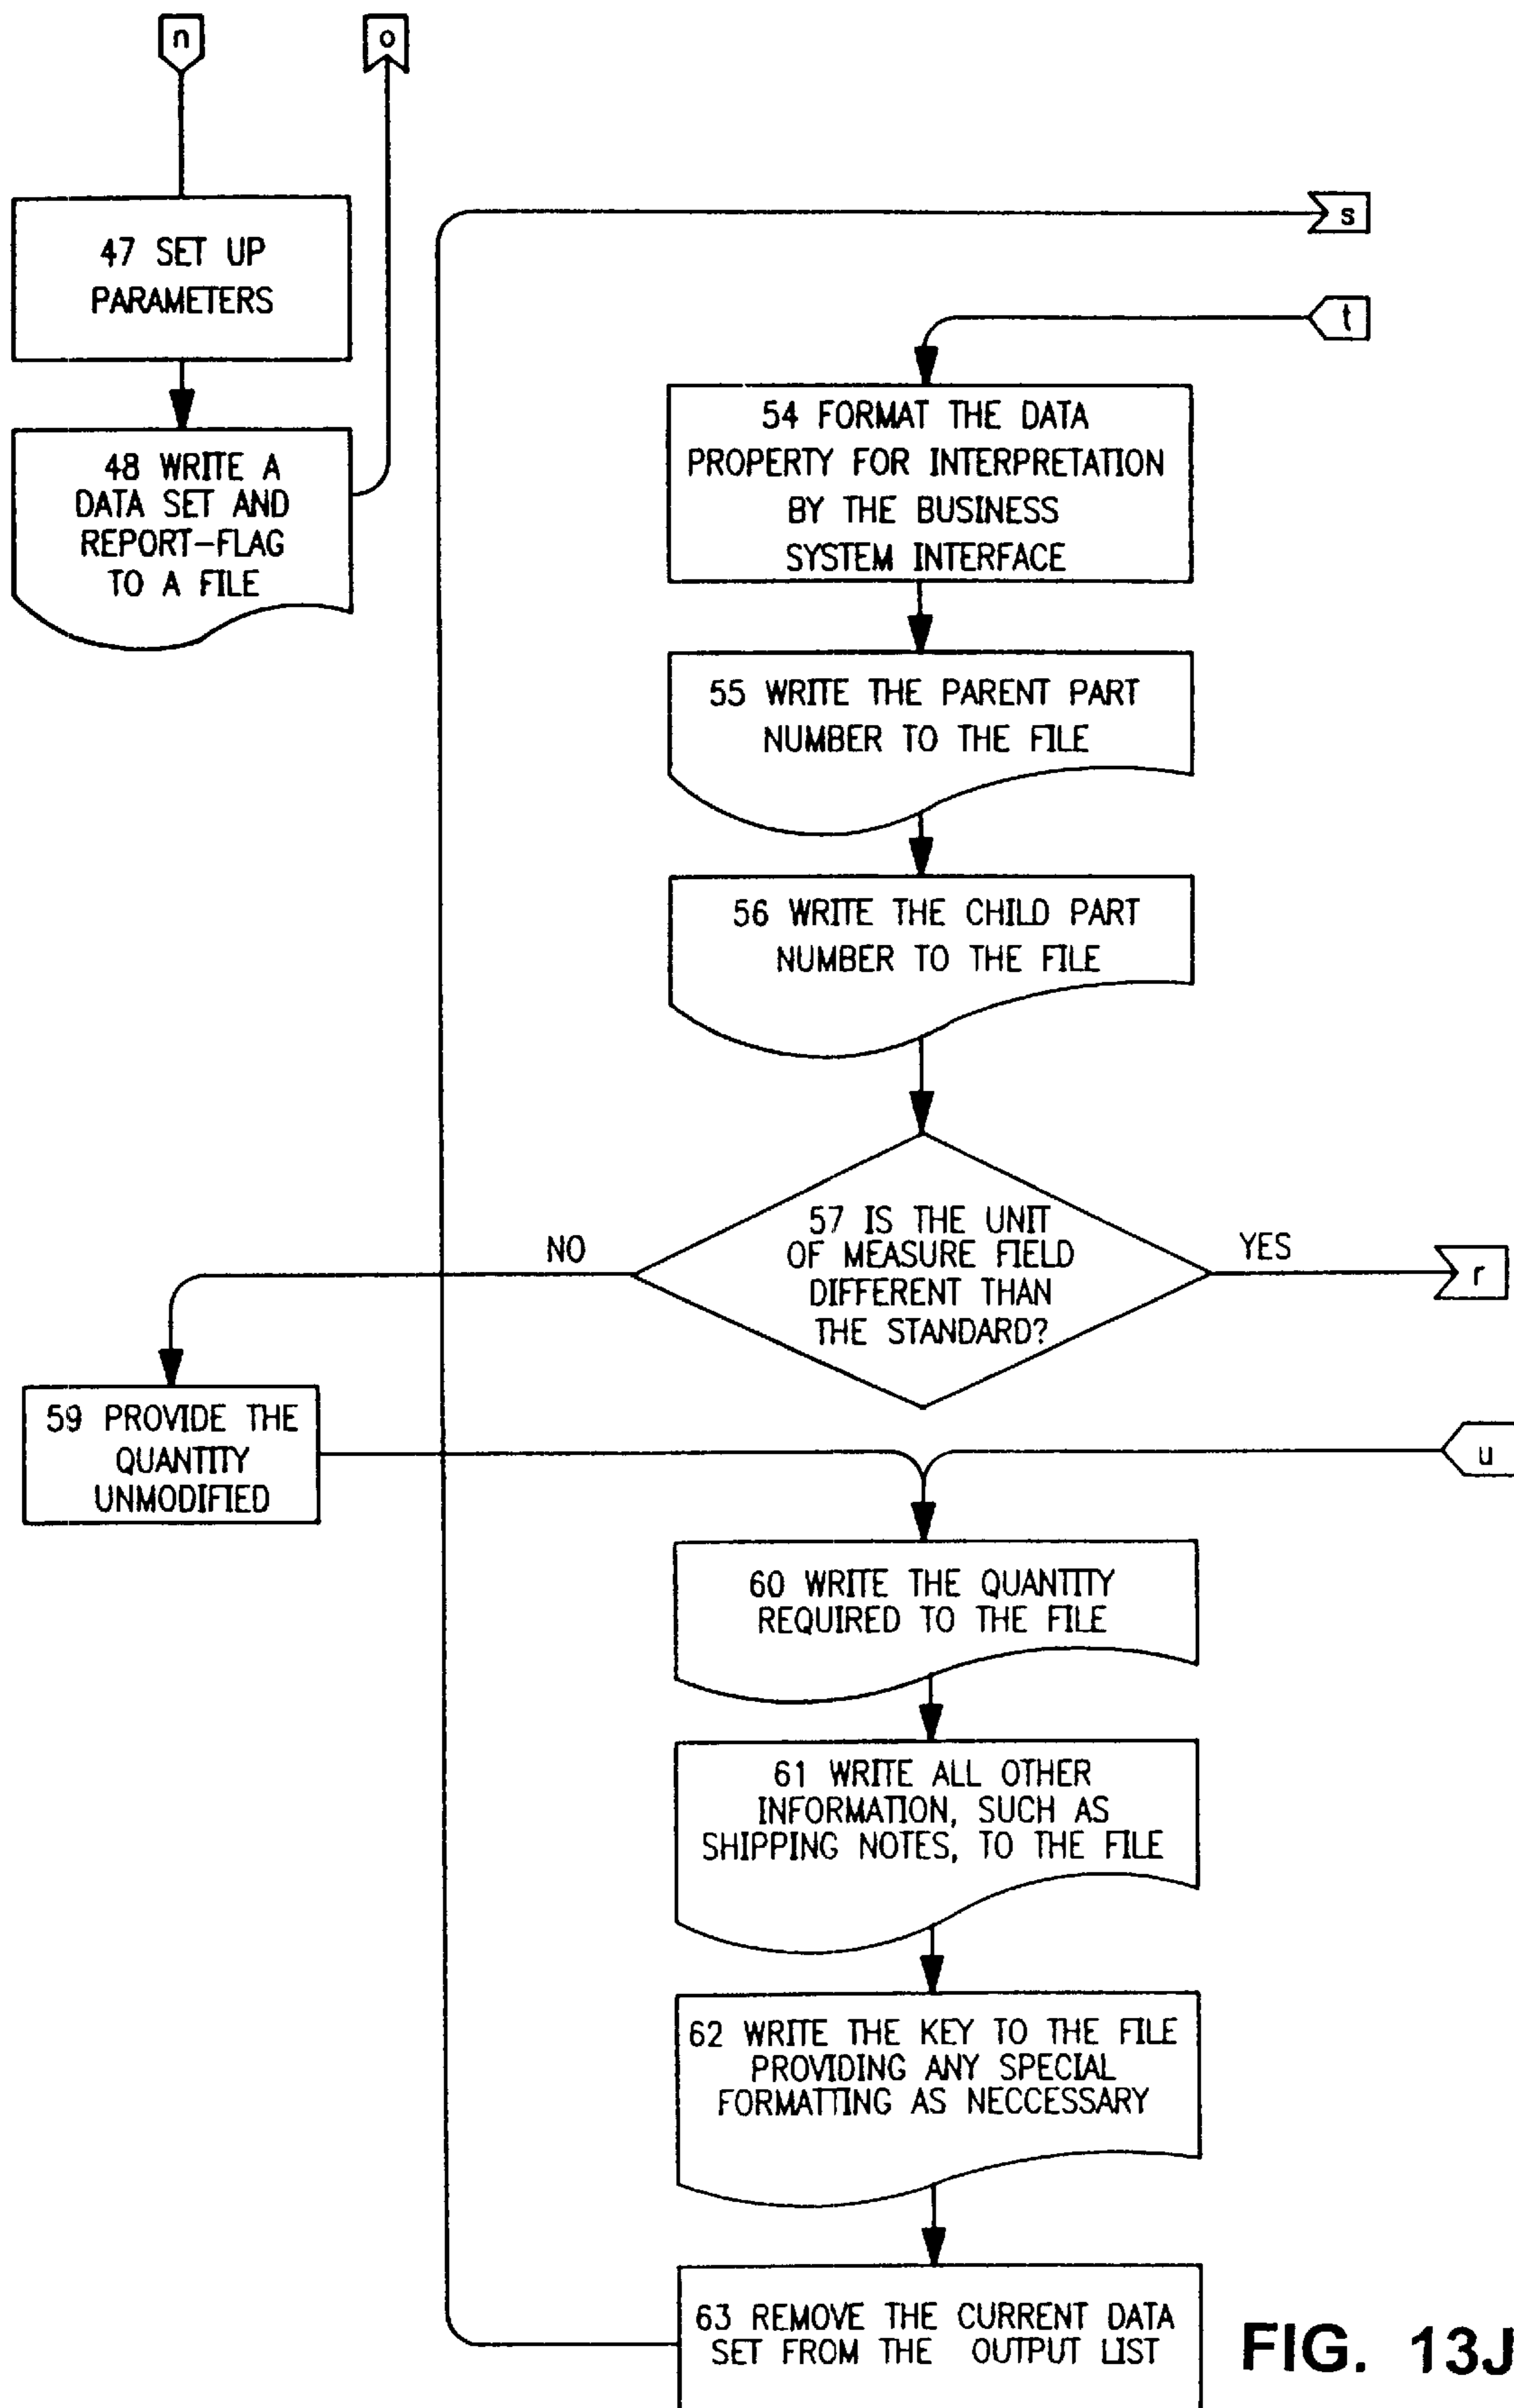 n
o
47 SET UP
PARAMETERS
48 WRITE A
DATA SET AND
REPORT-FLAG
TO A FILE
s
t
54 FORMAT THE DATA
PROPERTY FOR INTERPRETATION
BY THE BUSINESS
SYSTEM INTERFACE
55 WRITE THE PARENT PART
NUMBER TO THE FILE
56 WRITE THE CHILD PART
NUMBER TO THE FILE
57 IS THE UNIT
OF MEASURE FIELD
DIFFERENT THAN
THE STANDARD?
NO
YES
r
59 PROVIDE THE
QUANTITY
UNMODIFIED
u
60 WRITE THE QUANTITY
REQUIRED TO THE FILE
61 WRITE ALL OTHER
INFORMATION, SUCH AS
SHIPPING NOTES, TO THE FILE
62 WRITE THE KEY TO THE FILE
PROVIDING ANY SPECIAL
FORMATTING AS NECCESSARY
63 REMOVE THE CURRENT DATA
SET FROM THE OUTPUT LIST
FIG. 13J